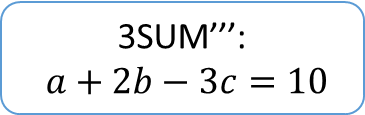 3SUM’’’:
a + 2b − 3c = 10